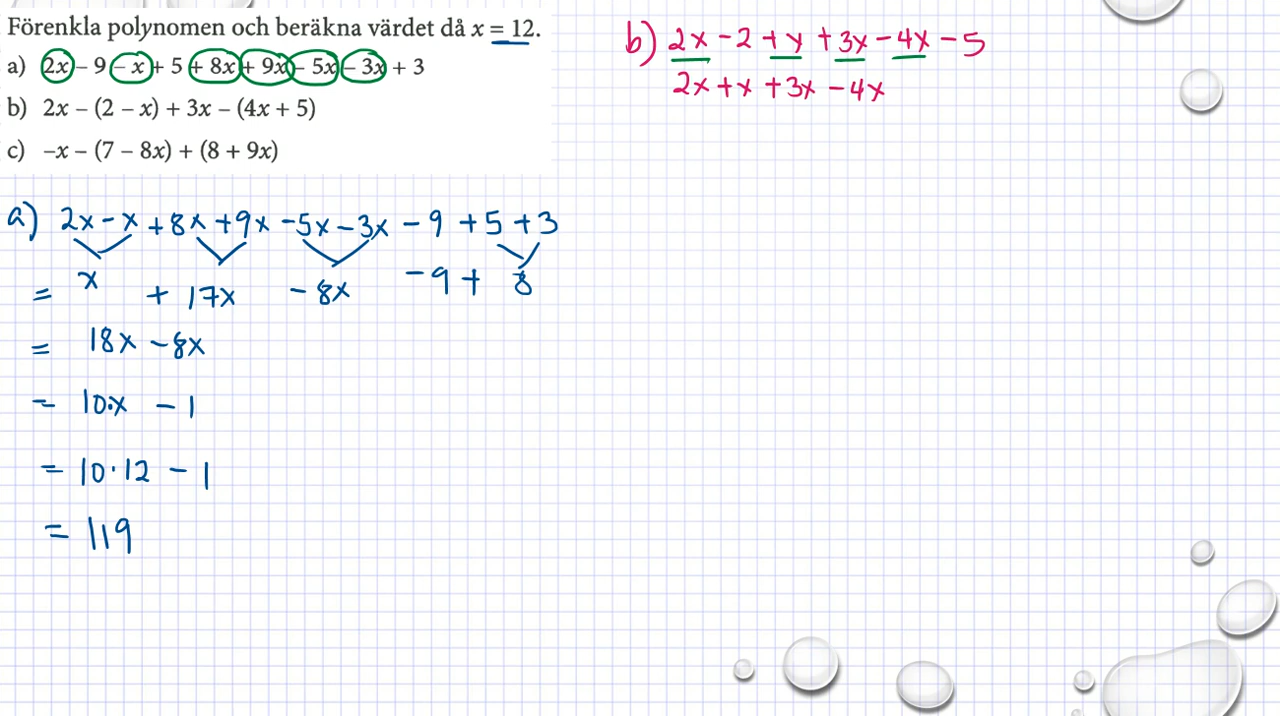 Förenkla polynomen och beräkna värdet då x = 12.
a) 2x – 9 – x + 5 + 8x + 9x – 5x – 3x + 3
b) 2x – (2 – x) + 3x – (4x + 5)
c) –x – (7 – 8x) + (8 + 9x)
a) 2x – x + 8x + 9x – 5x – 3x – 9 + 5 + 3
= x + 17x – 8x – 9 + 8
= 18x – 8x
= 10·x – 1
= 10·12 – 1
= 119
b) 2x – 2 + x + 3x – 4x – 5
2x + x + 3x – 4x